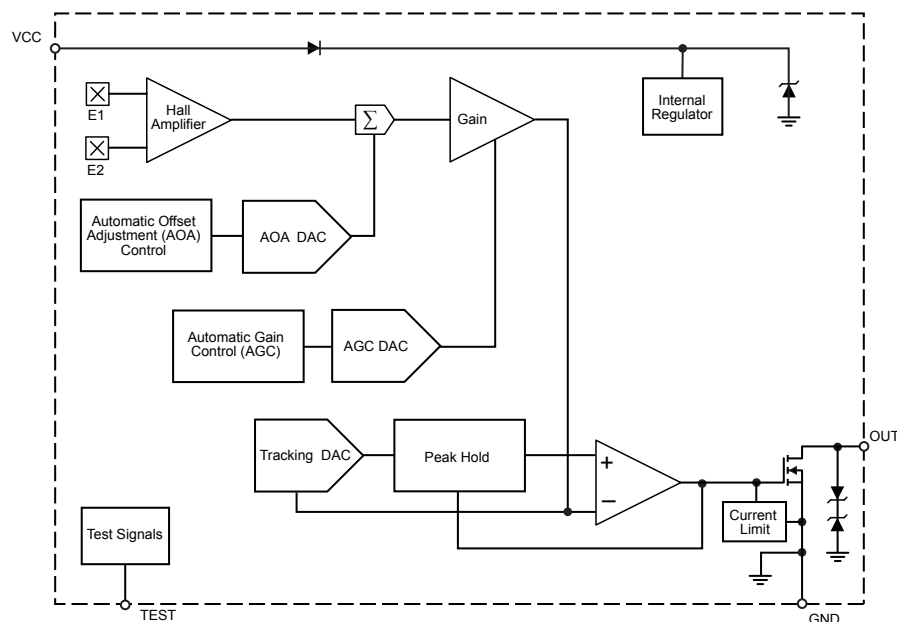 VCC
E1
E2
Hall
Amplifier
Σ
Gain
Internal
Regulator
Automatic Offset
Adjustment (AOA)
Control
AOA DAC
Automatic Gain
Control (AGC)
AGC DAC
Tracking DAC
Peak Hold
+
−
OUT
Current
Limit
Test Signals
TEST
GND